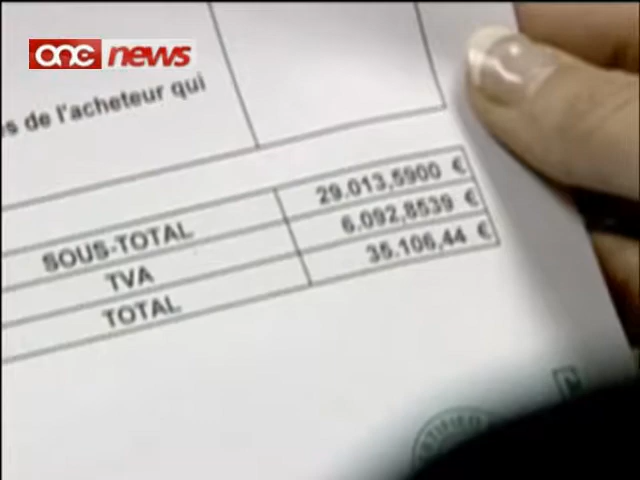 one news
s de l'acheteur qui
SOUS-TOTAL 29.013,5900 €
TVA 6.092,8539 €
TOTAL 35.106,44 €